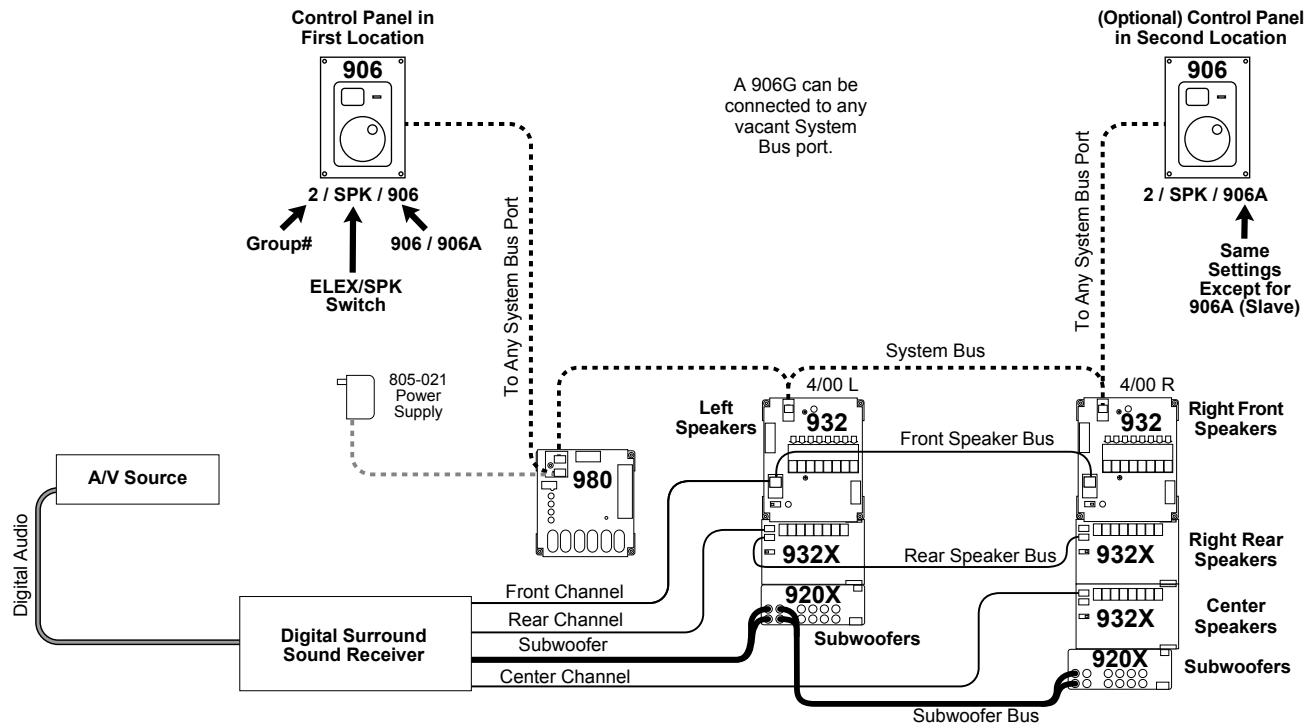 Control Panel in
First Location
906
2 / SPK / 906
Group#
906 / 906A
ELEX/SPK
Switch
A 906G can be
connected to any
vacant System
Bus port.
(Optional) Control Panel
in Second Location
906
2 / SPK / 906A
Same
Settings
Except for
906A (Slave)
To Any System Bus Port
To Any System Bus Port
System Bus
805-021
Power
Supply
980
4/00 L
Left
Speakers
932
Front Speaker Bus
4/00 R
932
Right Front
Speakers
932X
Rear Speaker Bus
932X
Right Rear
Speakers
920X
Subwoofers
932X
Center
Speakers
920X
Subwoofers
A/V Source
Digital Audio
Digital Surround
Sound Receiver
Front Channel
Rear Channel
Subwoofer
Center Channel
Subwoofer Bus